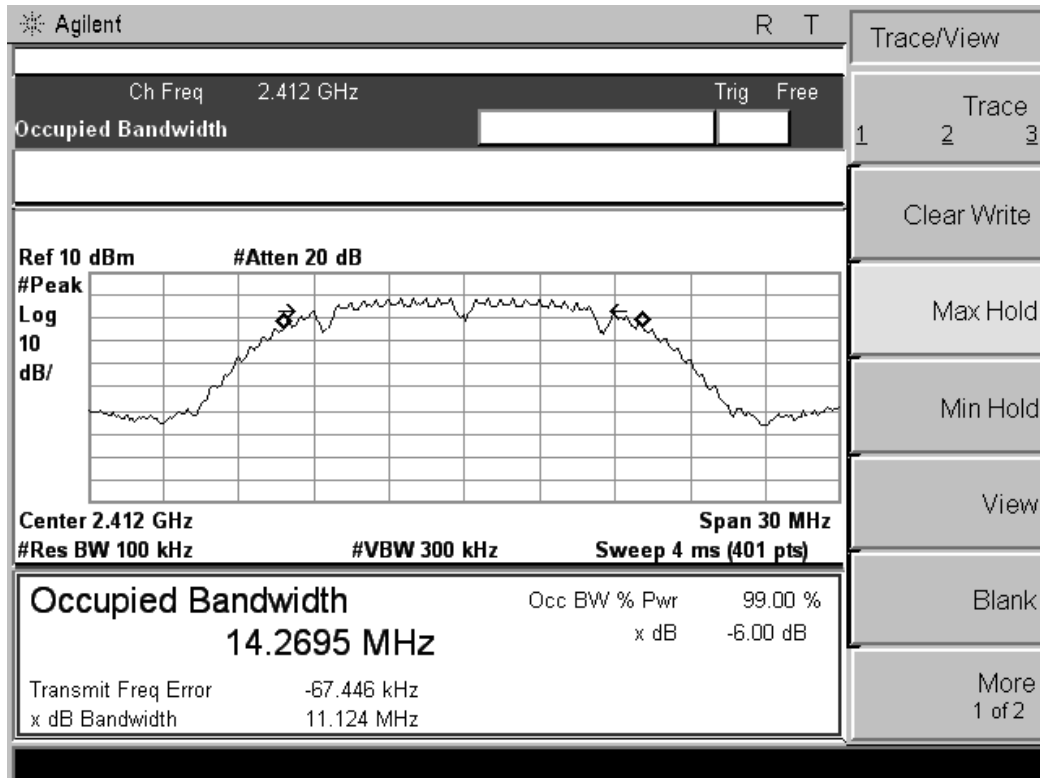 Agilent
R T
Trace/View
Ch Freq 2.412 GHz
Trig Free
Occupied Bandwidth
Trace
1 2 3
Clear Write
Ref 10 dBm #Atten 20 dB
#Peak
Log
10
dB/
Max Hold
Min Hold
View
Center 2.412 GHz Span 30 MHz
#Res BW 100 kHz #VBW 300 kHz Sweep 4 ms (401 pts)
Occupied Bandwidth
14.2695 MHz
Occ BW % Pwr 99.00 %
x dB -6.00 dB
Transmit Freq Error -67.446 kHz
x dB Bandwidth 11.124 MHz
Blank
More
1 of 2